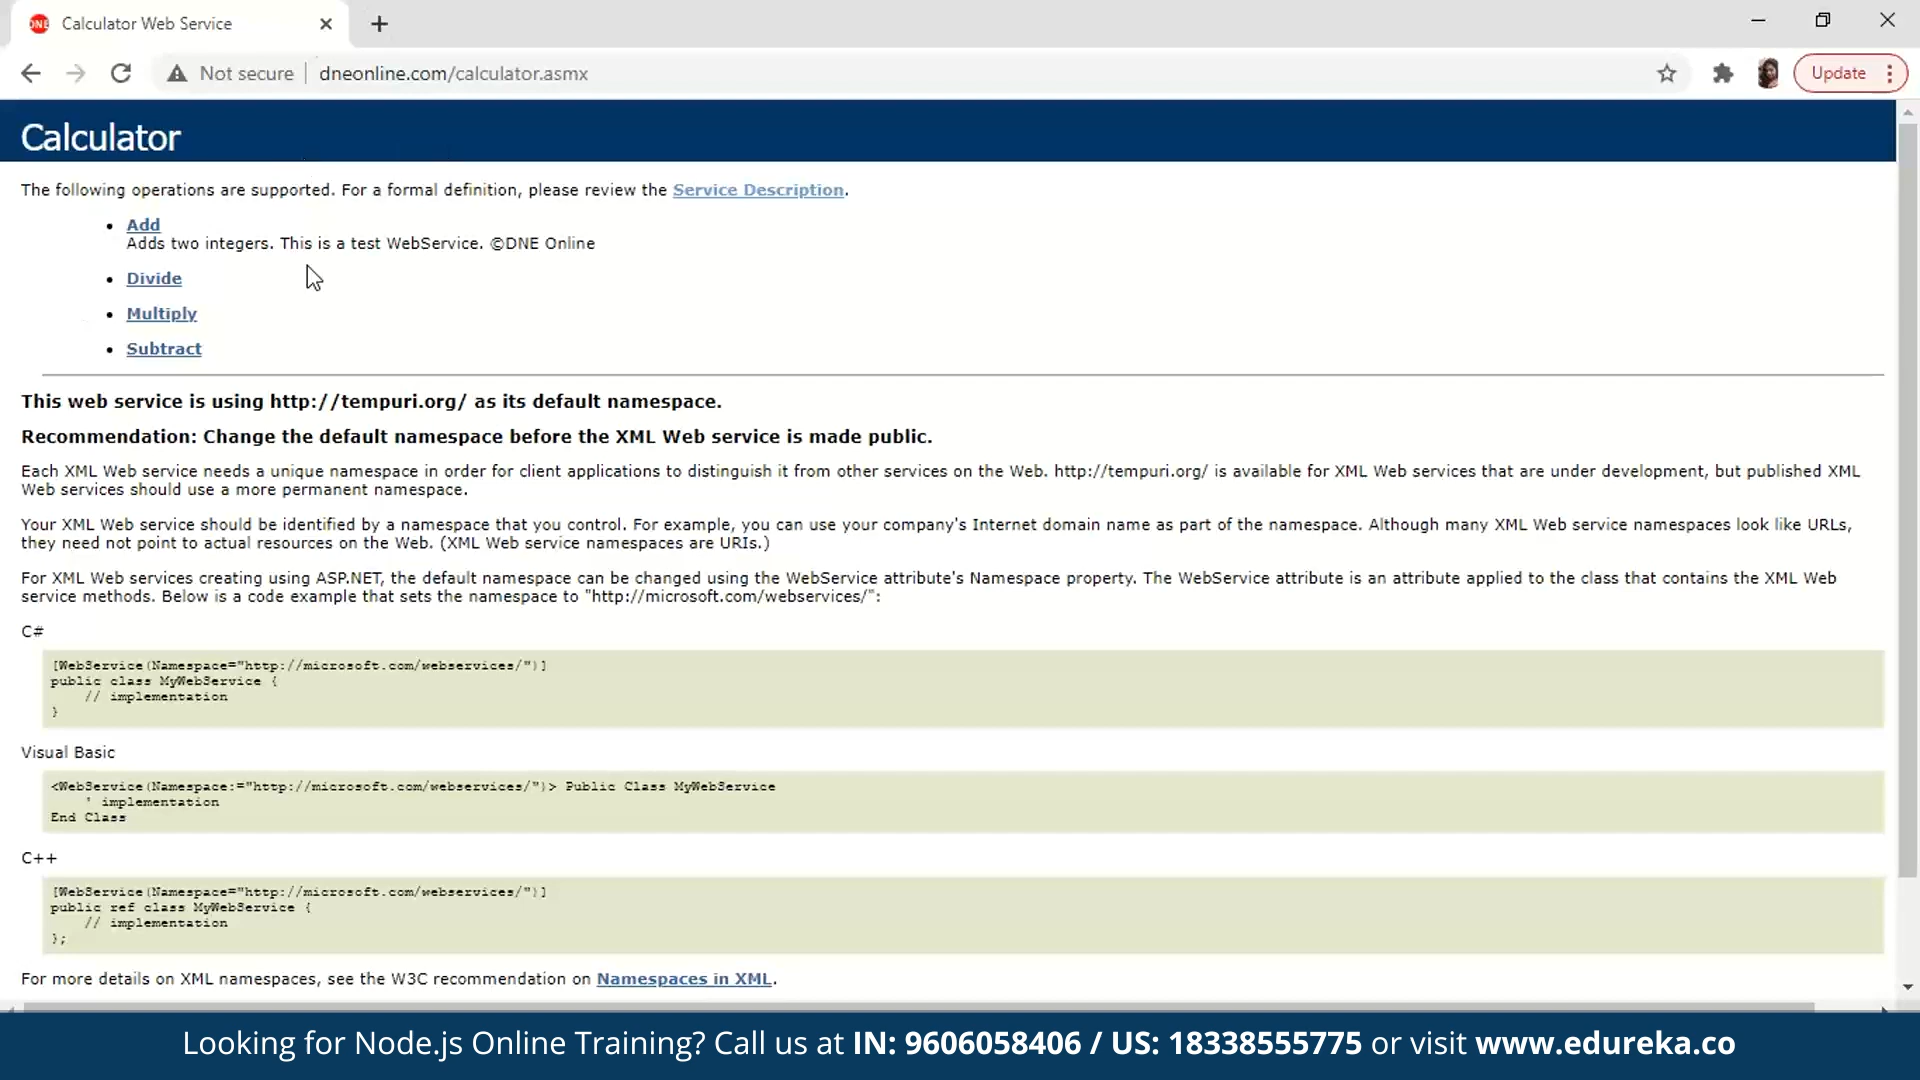 DNE Calculator Web Service
Not secure dneonline.com/calculator.asmx Update
Calculator
The following operations are supported. For a formal definition, please review the Service Description.
• Add
Adds two integers. This is a test WebService. ©DNE Online
• Divide
• Multiply
• Subtract
This web service is using http://tempuri.org/ as its default namespace.
Recommendation: Change the default namespace before the XML Web service is made public.
Each XML Web service needs a unique namespace in order for client applications to distinguish it from other services on the Web. http://tempuri.org/ is available for XML Web services that are under development, but published XML
Web services should use a more permanent namespace.
Your XML Web service should be identified by a namespace that you control. For example, you can use your company's Internet domain name as part of the namespace. Although many XML Web service namespaces look like URLs,
they need not point to actual resources on the Web. (XML Web service namespaces are URIs.)
For XML Web services creating using ASP.NET, the default namespace can be changed using the WebService attribute's Namespace property. The WebService attribute is an attribute applied to the class that contains the XML Web
service methods. Below is a code example that sets the namespace to "http://microsoft.com/webservices/":
C#
[WebService(Namespace="http://microsoft.com/webservices/")]
public class MyWebService {
// implementation
}
Visual Basic
<WebService(Namespace:="http://microsoft.com/webservices/")> Public Class MyWebService
' implementation
End Class
C++
[WebService(Namespace="http://microsoft.com/webservices/")]
public ref class MyWebService {
// implementation
};
For more details on XML namespaces, see the W3C recommendation on Namespaces in XML.
Looking for Node.js Online Training? Call us at IN: 9606058406 / US: 18338555775 or visit www.edureka.co